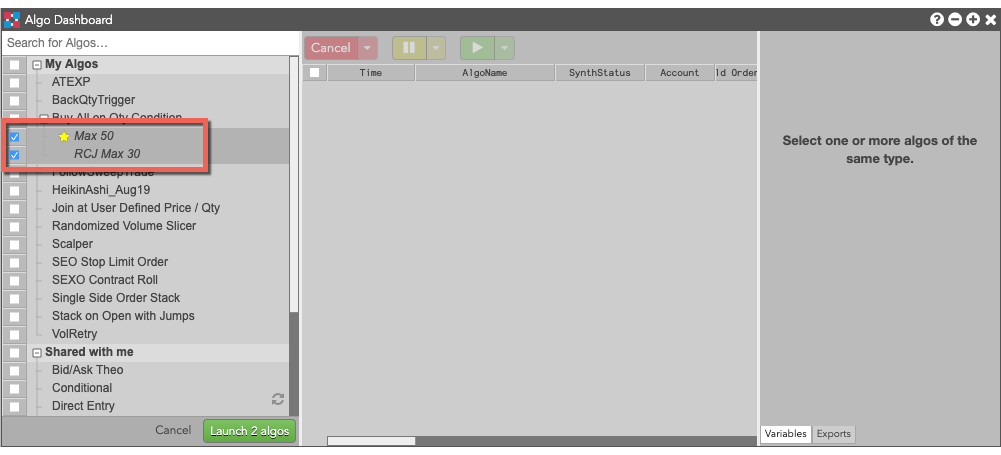 Algo Dashboard
Search for Algos...
Cancel
Time AlgoName SynthStatus Account ld Order
My Algos
ATEXP
BackQtyTrigger
Buy All on Qty Condition
Max 50
RCJ Max 30
FollowSweepTrade
HeikinAshi_Aug19
Join at User Defined Price / Qty
Randomized Volume Slicer
Scalper
SEO Stop Limit Order
SEXO Contract Roll
Single Side Order Stack
Stack on Open with Jumps
VolRetry
Shared with me
Bid/Ask Theo
Conditional
Direct Entry
Cancel Launch 2 algos
Select one or more algos of the
same type.
Variables Exports